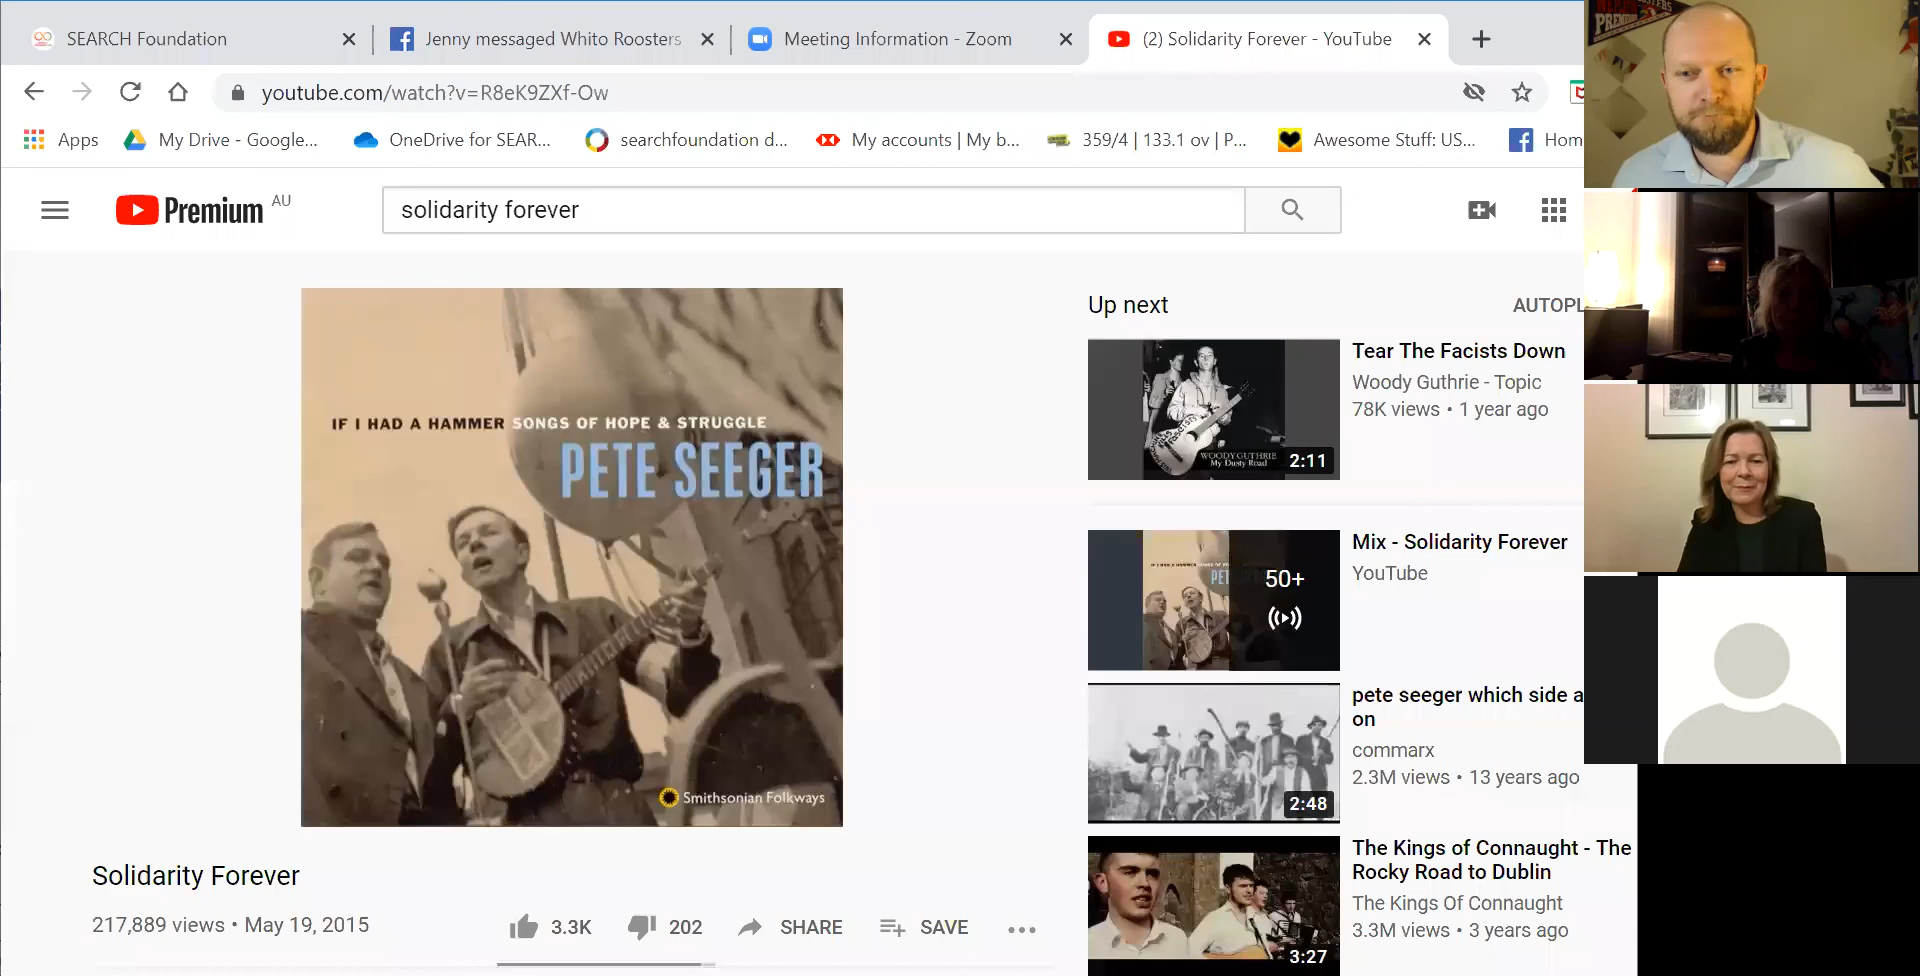 SEARCH Foundation
Jenny messaged Whito Roosters
Meeting Information - Zoom
(2) Solidarity Forever - YouTube
youtube.com/watch?v=R8eK9ZXf-Ow
Apps
My Drive - Google...
OneDrive for SEAR...
searchfoundation d...
My accounts | My b...
359/4 | 133.1 ov | P...
Awesome Stuff: US...
Hom
Premium AU
solidarity forever
IF I HAD A HAMMER SONGS OF HOPE & STRUGGLE
PETE SEEGER
Smithsonian Folkways
Solidarity Forever
217,889 views • May 19, 2015
3.3K
202
SHARE
SAVE
Up next
AUTOPL
WOODY GUTHRIE
My Dusty Road
2:11
Tear The Facists Down
Woody Guthrie - Topic
78K views • 1 year ago
50+
Mix - Solidarity Forever
YouTube
2:48
pete seeger which side a
on
commarx
2.3M views • 13 years ago
3:27
The Kings of Connaught - The
Rocky Road to Dublin
The Kings Of Connaught
3.3M views • 3 years ago